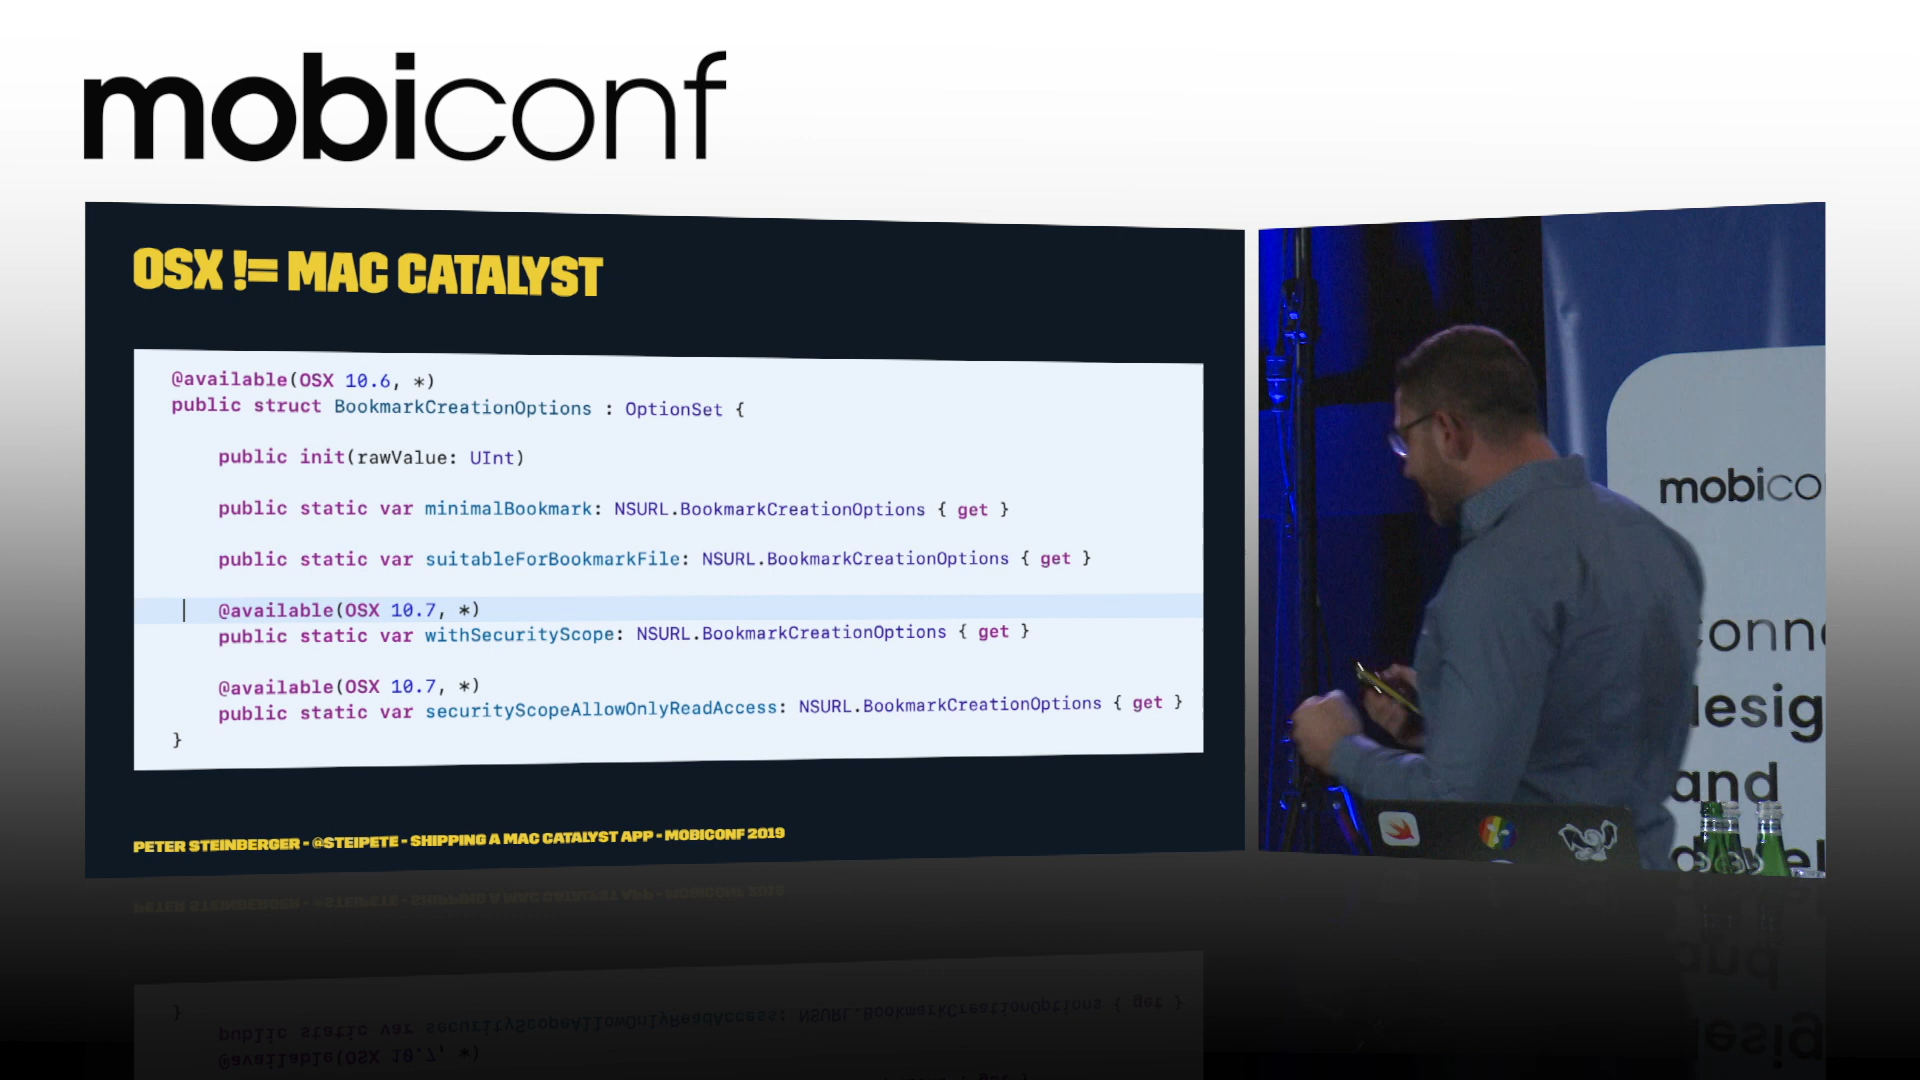 mobiconf
OSX != MAC CATALYST
@available(OSX 10.6, *)
public struct BookmarkCreationOptions : OptionSet {
public init(rawValue: UInt)
public static var minimalBookmark: NSURL.BookmarkCreationOptions { get }
public static var suitableForBookmarkFile: NSURL.BookmarkCreationOptions { get }
@available(OSX 10.7, *)
public static var withSecurityScope: NSURL.BookmarkCreationOptions { get }
@available(OSX 10.7, *)
public static var securityScopeAllowOnlyReadAccess: NSURL.BookmarkCreationOptions { get }
}
PETER STEINBERGER - @STEIPETE - SHIPPING A MAC CATALYST APP - MOBICONF 2019
mobico
onn
desig
and